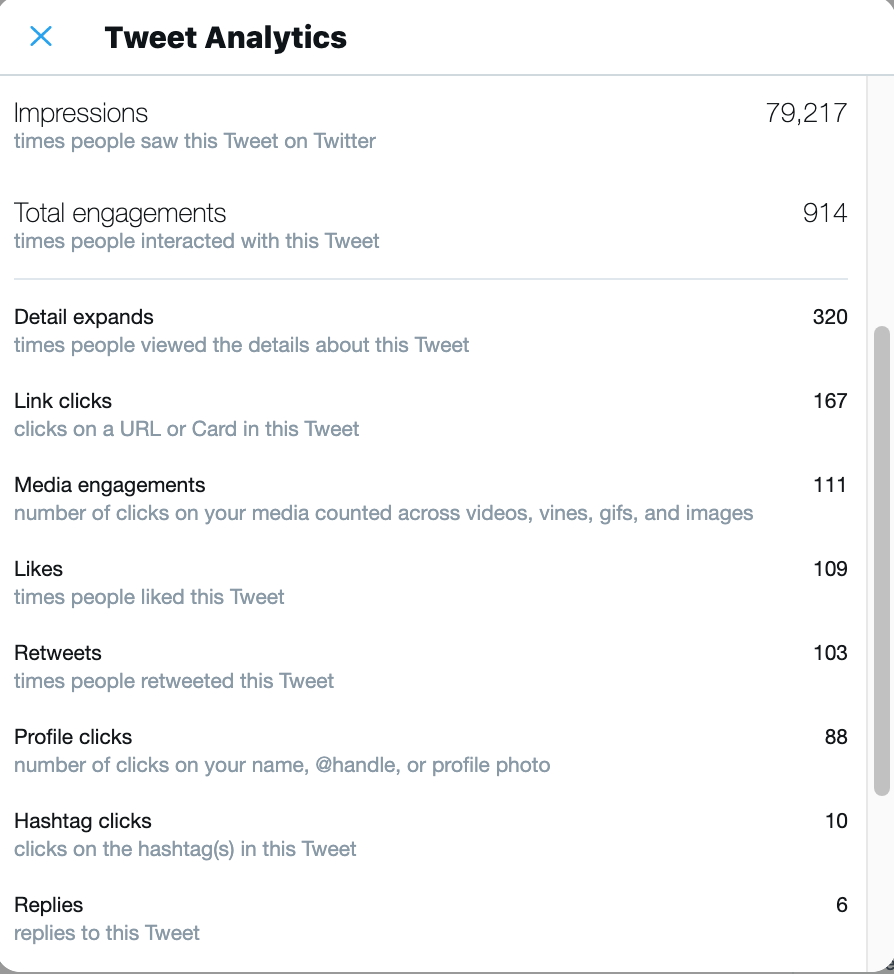 Tweet Analytics
Impressions 79,217
times people saw this Tweet on Twitter
Total engagements 914
times people interacted with this Tweet
Detail expands 320
times people viewed the details about this Tweet
Link clicks 167
clicks on a URL or Card in this Tweet
Media engagements 111
number of clicks on your media counted across videos, vines, gifs, and images
Likes 109
times people liked this Tweet
Retweets 103
times people retweeted this Tweet
Profile clicks 88
number of clicks on your name, @handle, or profile photo
Hashtag clicks 10
clicks on the hashtag(s) in this Tweet
Replies 6
replies to this Tweet